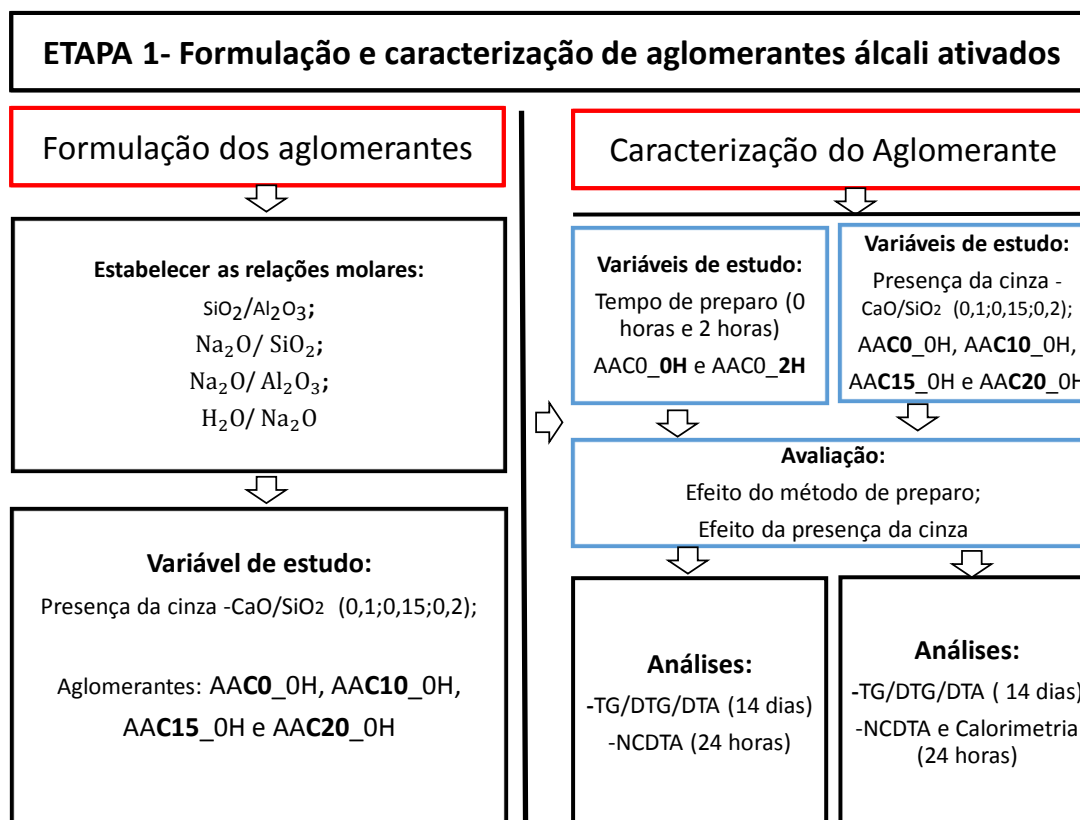 ETAPA 1- Formulação e caracterização de aglomerantes álcali ativados
Formulação dos aglomerantes
Estabelecer as relações molares:
SiO₂/Al₂O₃;
Na₂O/ SiO₂;
Na₂O/ Al₂O₃;
H₂O/ Na₂O
Variável de estudo:
Presença da cinza -CaO/SiO2 (0,1;0,15;0,2);
Aglomerantes: AAC0_0H, AAC10_0H,
AAC15_0H e AAC20_0H
Caracterização do Aglomerante
Variáveis de estudo:
Tempo de preparo (0
horas e 2 horas)
AAC0_0H e AAC0_2H
Variáveis de estudo:
Presença da cinza -
CaO/SiO2 (0,1;0,15;0,2);
AAC0_0H, AAC10_0H,
AAC15_0H e AAC20_0H
Avaliação:
Efeito do método de preparo;
Efeito da presença da cinza
Análises:
-TG/DTG/DTA (14 dias)
-NCDTA (24 horas)
Análises:
-TG/DTG/DTA ( 14 dias)
-NCDTA e Calorimetria
(24 horas)